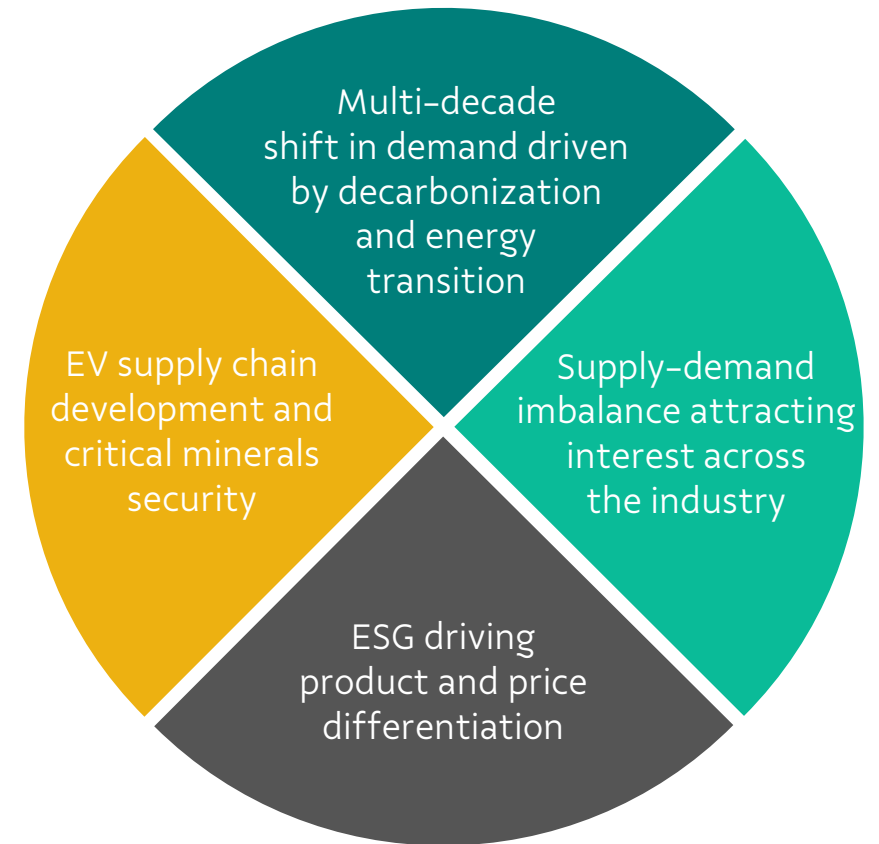 Multi-decade
shift in demand driven
by decarbonization
and energy
transition
EV supply chain
development and
critical minerals
security
Supply-demand
imbalance attracting
interest across
the industry
ESG driving
product and price
differentiation